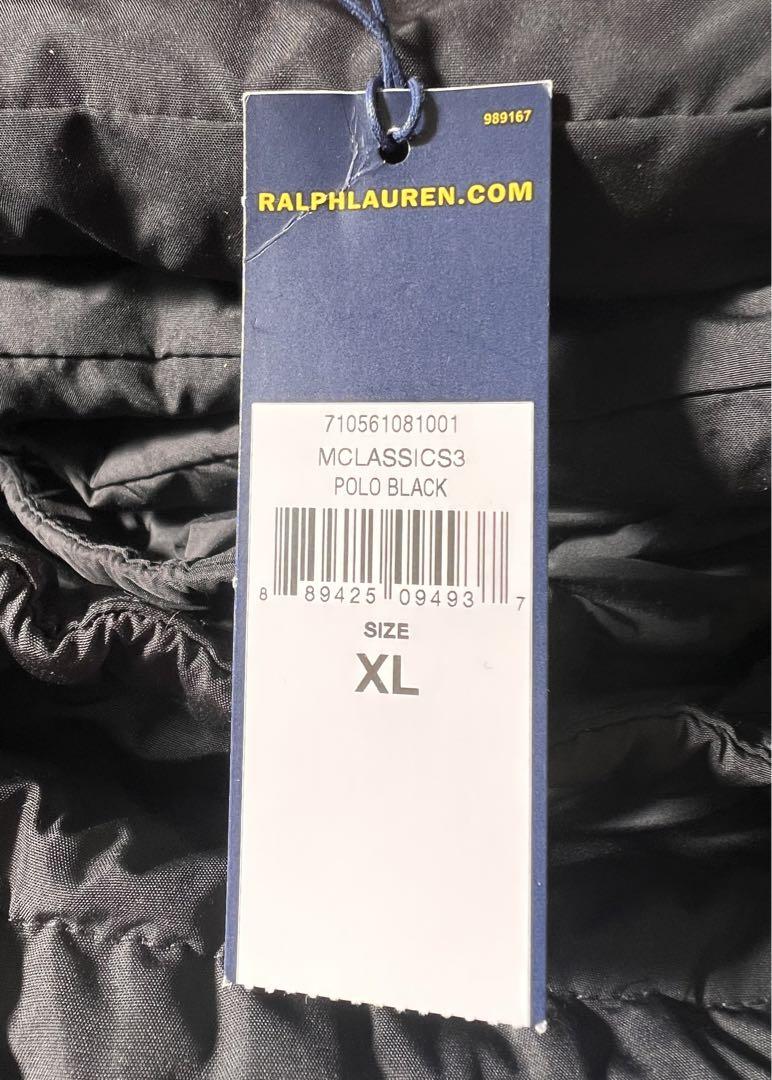 989167
RALPHLAUREN.COM
710561081001
MCLASSICS3
POLO BLACK
8 89425 09493 7
SIZE
XL